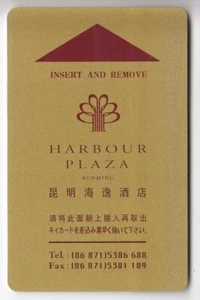 INSERT AND REMOVE
HARBOUR
PLAZA
KUNMING
昆明海逸酒店
请将此面朝上插入再取出
キイカードを差込み素早く抜いて下さい。
Tel : (86 871)5386 688
Fax : (86 871)5381 189